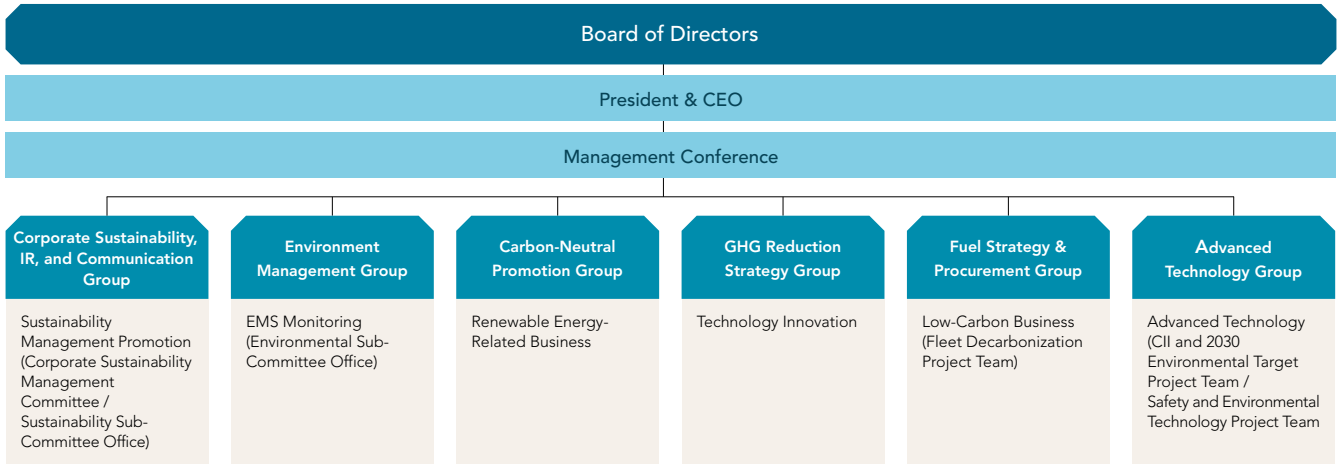 Board of Directors
President & CEO
Management Conference
Corporate Sustainability,
IR, and Communication
Group
Sustainability
Management Promotion
(Corporate Sustainability
Management
Committee /
Sustainability Sub-
Committee Office)
Environment
Management Group
EMS Monitoring
(Environmental Sub-
Committee Office)
Carbon-Neutral
Promotion Group
Renewable Energy-
Related Business
GHG Reduction
Strategy Group
Technology Innovation
Fuel Strategy &
Procurement Group
Low-Carbon Business
(Fleet Decarbonization
Project Team)
Advanced
Technology Group
Advanced Technology
(CII and 2030
Environmental Target
Project Team /
Safety and Environmental
Technology Project Team